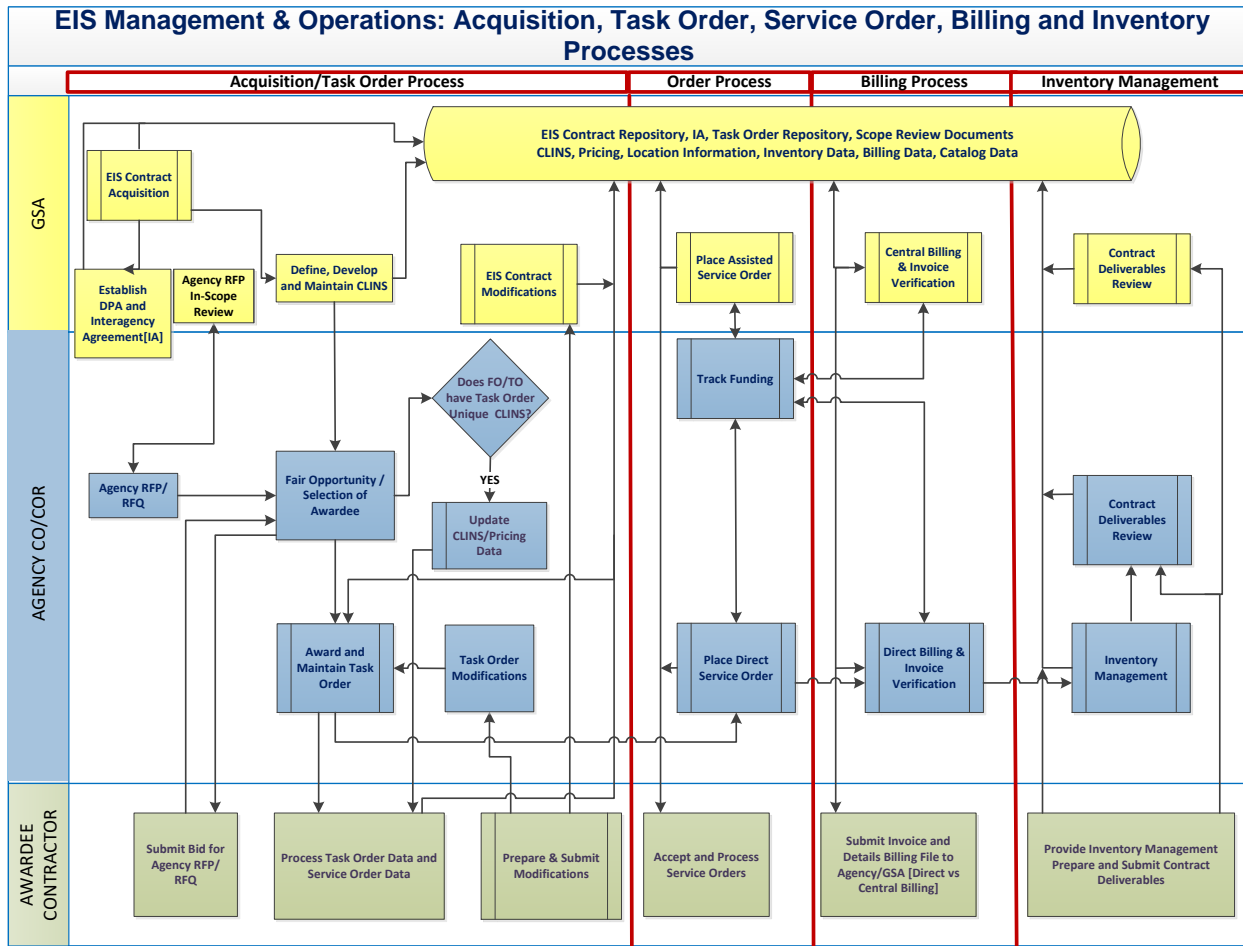 EIS Management & Operations: Acquisition, Task Order, Service Order, Billing and Inventory
Processes
Acquisition/Task Order Process
Order Process
Billing Process
Inventory Management
GSA
EIS Contract Repository, IA, Task Order Repository, Scope Review Documents
CLINS, Pricing, Location Information, Inventory Data, Billing Data, Catalog Data
EIS Contract
Acquisition
Establish
DPA and
Interagency
Agreement[IA]
Agency RFP
In-Scope
Review
Define, Develop
and Maintain CLINS
EIS Contract
Modifications
Place Assisted
Service Order
Central Billing
& Invoice
Verification
Contract
Deliverables
Review
AGENCY CO/COR
Does FO/TO
have Task Order
Unique CLINS?
YES
Track Funding
Agency RFP/
RFQ
Fair Opportunity /
Selection of
Awardee
Update
CLINS/Pricing
Data
Contract
Deliverables
Review
Award and
Maintain Task
Order
Task Order
Modifications
Place Direct
Service Order
Direct Billing &
Invoice
Verification
Inventory
Management
AWARDEE
CONTRACTOR
Submit Bid for
Agency RFP/
RFQ
Process Task Order Data and
Service Order Data
Prepare & Submit
Modifications
Accept and Process
Service Orders
Submit Invoice and
Details Billing File to
Agency/GSA [Direct vs
Central Billing]
Provide Inventory Management
Prepare and Submit Contract
Deliverables